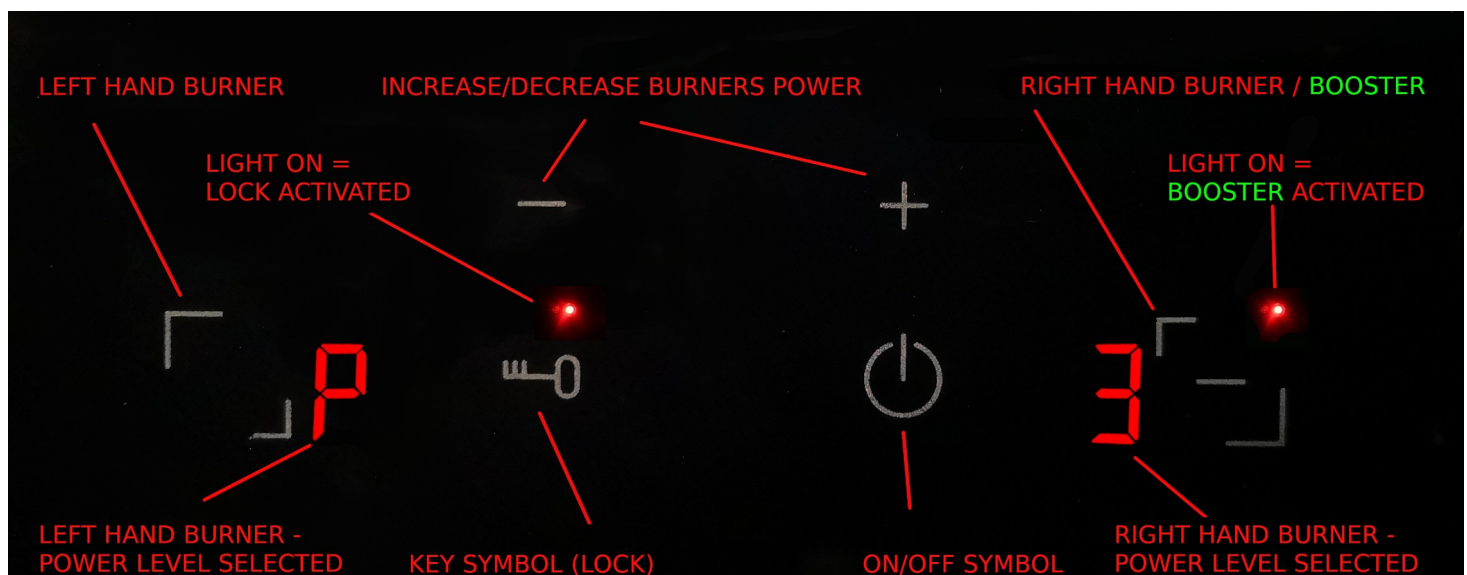 LEFT HAND BURNER
INCREASE/DECREASE BURNERS POWER
RIGHT HAND BURNER / BOOSTER
LIGHT ON =
LOCK ACTIVATED
LIGHT ON =
BOOSTER ACTIVATED
P
3
LEFT HAND BURNER -
POWER LEVEL SELECTED
KEY SYMBOL (LOCK)
ON/OFF SYMBOL
RIGHT HAND BURNER -
POWER LEVEL SELECTED